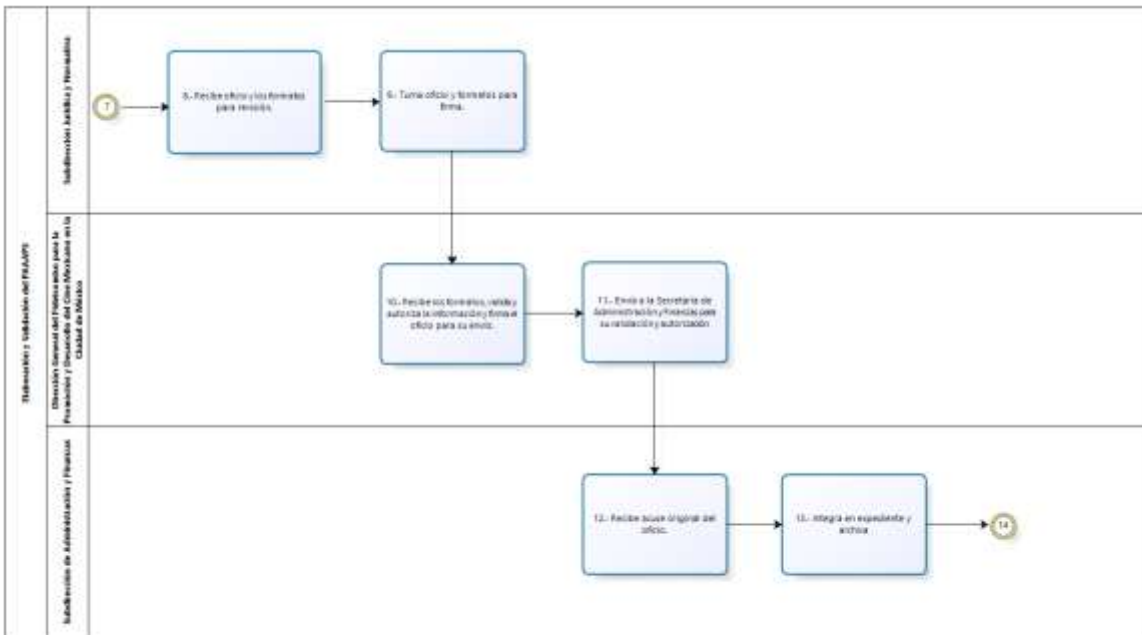 Elaboración y Validación del PAAAPS
Subdirección Jurídica y Normativa
7
8.- Recibe oficio y los formatos
para revisión.
9.- Turna oficio y formatos para
firma.
Dirección General del Fideicomiso para la
Promoción y Desarrollo del Cine Mexicano en la
Ciudad de México
10.- Recibe los formatos, valida y
autoriza la información y firma el
oficio para su envío.
11.- Envía a la Secretaría de
Administración y Finanzas para
su validación y autorización
Subdirección de Administración y Finanzas
12.- Recibe acuse original del
oficio.
13.- Integra en expediente y
archiva
14